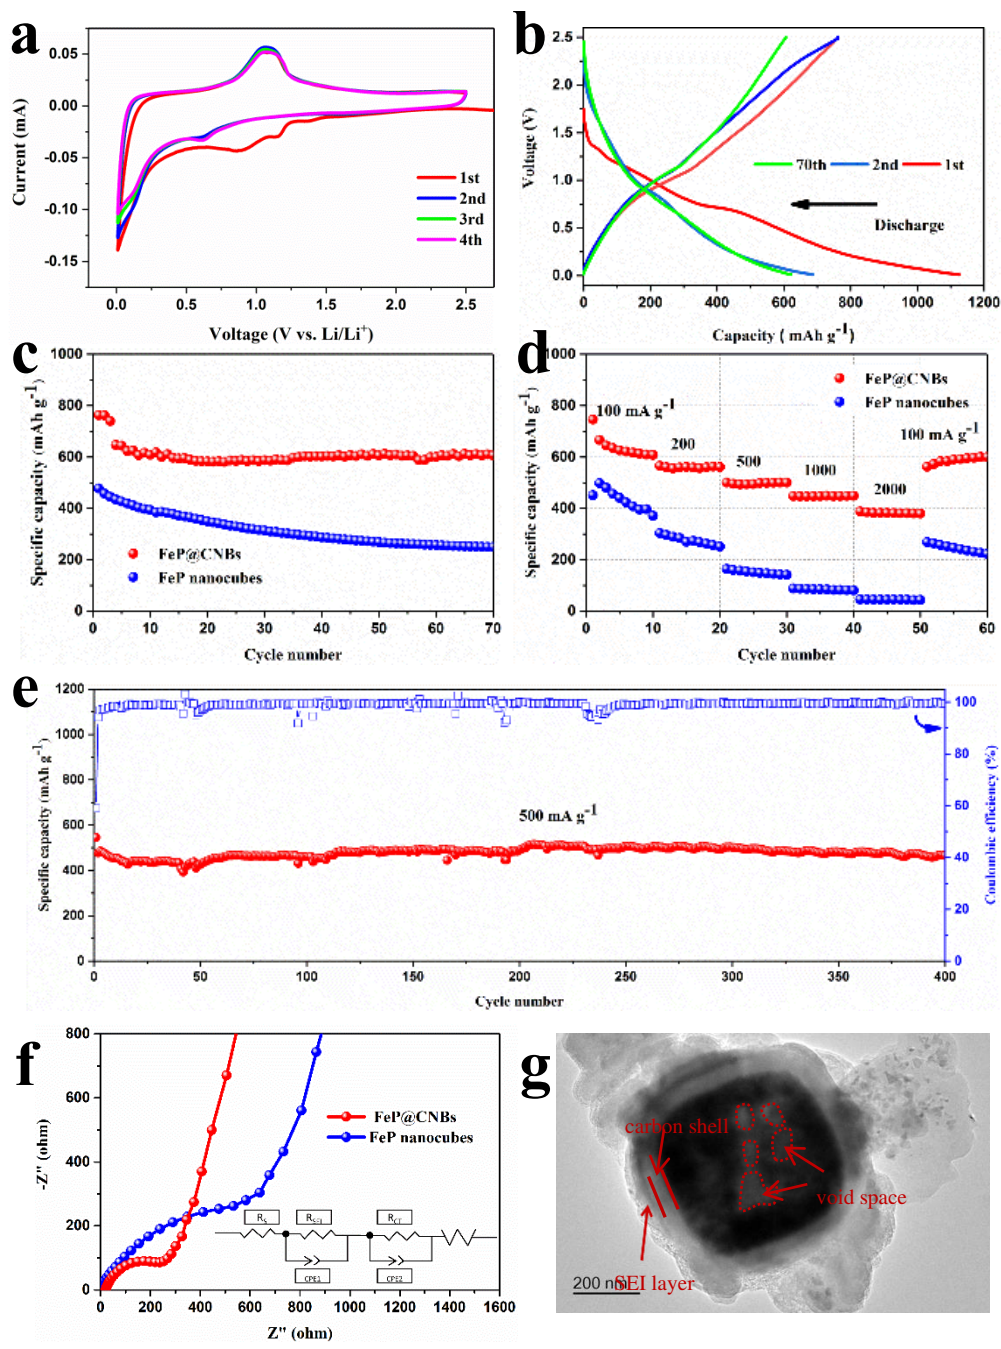 a
0.05
0.00
-0.05
-0.10
-0.15
Current (mA)
1st
2nd
3rd
4th
0.0
0.5
1.0
1.5
2.0
2.5
Voltage (V vs. Li/Li+)
b
2.5
2.0
1.5
1.0
0.5
0.0
Voltage (V)
70th
2nd
1st
Discharge
0
200
400
600
800
1000
1200
Capacity ( mAh g-1)
c
1000
800
600
400
200
0
Specific capacity (mAh g-1)
FeP@CNBs
FeP nanocubes
0
10
20
30
40
50
60
70
Cycle number
d
1000
800
600
400
200
0
Specific capacity (mAh g-1)
FeP@CNBs
FeP nanocubes
100 mA g-1
200
500
1000
2000
100 mA g-1
0
10
20
30
40
50
60
Cycle number
e
1200
1000
800
600
400
200
0
Specific capacity (mAh g-1)
500 mA g-1
100
80
60
40
20
0
Coulombic efficiency (%)
0
50
100
150
200
250
300
350
400
Cycle number
f
800
600
400
200
0
-Z" (ohm)
FeP@CNBs
FeP nanocubes
RS
RSEI
RCT
CPE1
CPE2
0
200
400
600
800
1000
1200
1400
1600
Z" (ohm)
g
carbon shell
void space
SEI layer
200 nm